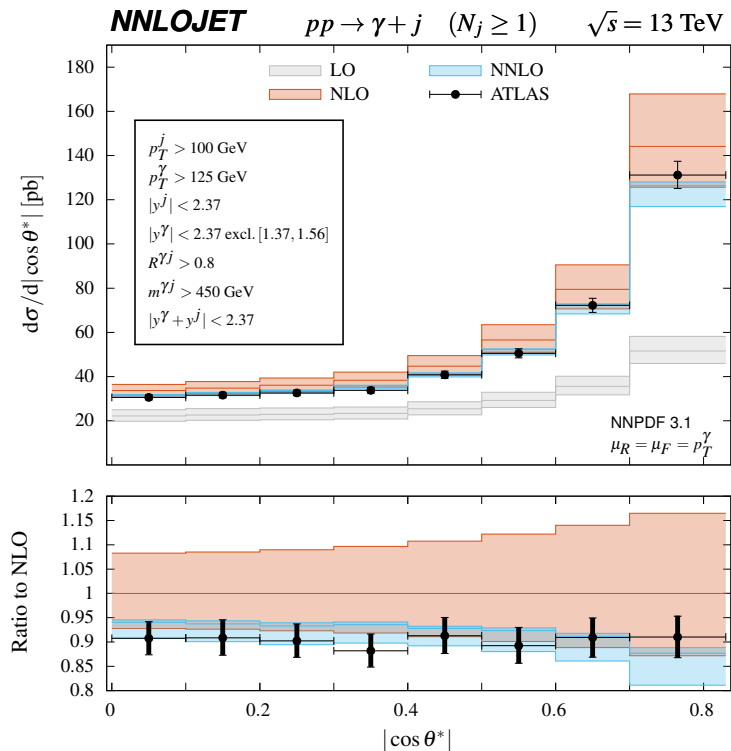 NNLOJET pp → γ + j (N_j ≥ 1) √s = 13 TeV
180
160
140
120
100
80
60
40
20
dσ/d|cos θ*| [pb]
LO NNLO
NLO ATLAS
p_T^j > 100 GeV
p_T^γ > 125 GeV
|y^j| < 2.37
|y^γ| < 2.37 excl. [1.37, 1.56]
R^{γj} > 0.8
m^{γj} > 450 GeV
|y^γ + y^j| < 2.37
NNPDF 3.1
μ_R = μ_F = p_T^γ
1.2
1.15
1.1
1.05
1
0.95
0.9
0.85
0.8
Ratio to NLO
0 0.2 0.4 0.6 0.8
|cos θ*|